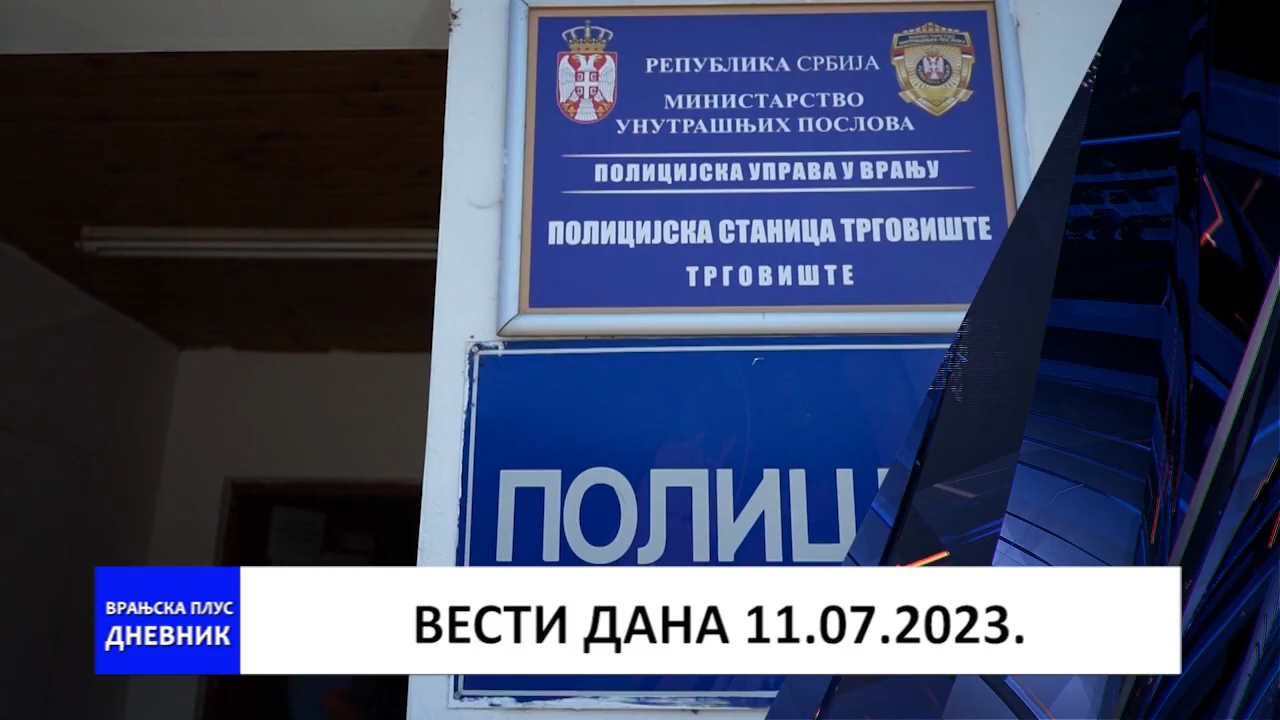 РЕПУБЛИКА СРБИЈА
МИНИСТАРСТВО
УНУТРАШЊИХ ПОСЛОВА
ПОЛИЦИЈСКА УПРАВА У ВРАЊУ
ПОЛИЦИЈСКА СТАНИЦА ТРГОВИШТЕ
ТРГОВИШТЕ
ПОЛИЦ
ВРАЊСКА ПЛУС
ДНЕВНИК
ВЕСТИ ДАНА 11.07.2023.